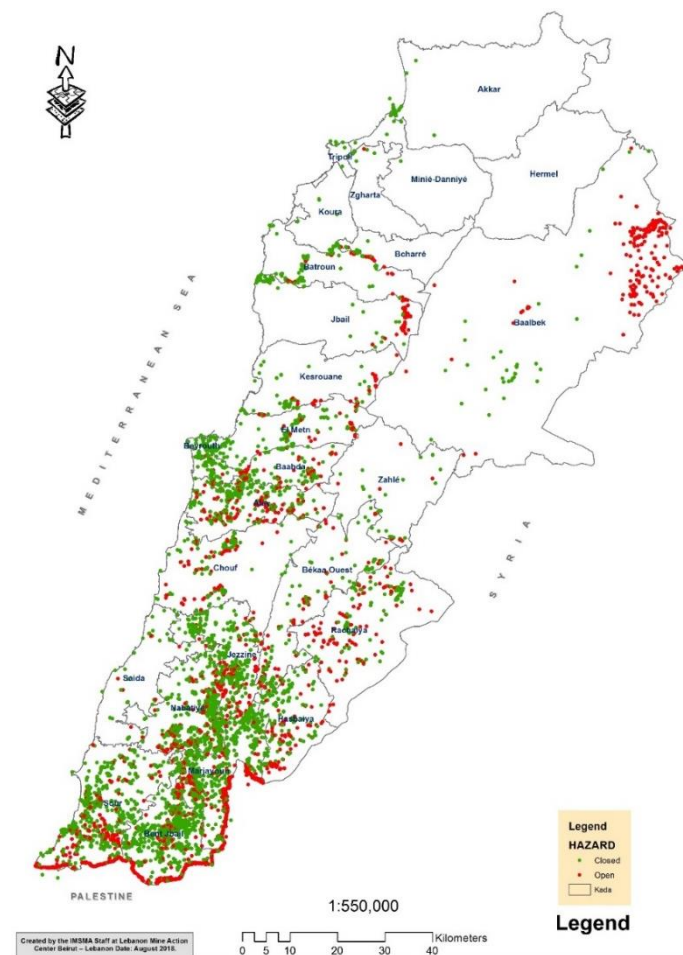 N
Akkar
Tripoli
Minié-Danniyé
Hermel
Zgharta
Koura
Bcharré
Batroun
Jbail
Baalbek
Kesrouane
El Metn
Beyrouth
Baabda
Zahlé
Aley
MEDITERRANEAN SEA
SYRIA
Chouf
Békaa Ouest
Rachaiya
Jezzine
Saida
Nabatiyé
Hasbaiya
Marjayoun
Sour
Bent Jbail
PALESTINE
Legend
HAZARD
Closed
Open
Kada
Legend
1:550,000
Kilometers
0 5 10 20 30 40
Created by the IMSMA Staff at Lebanon Mine Action
Center Beirut – Lebanon Date: August 2018.